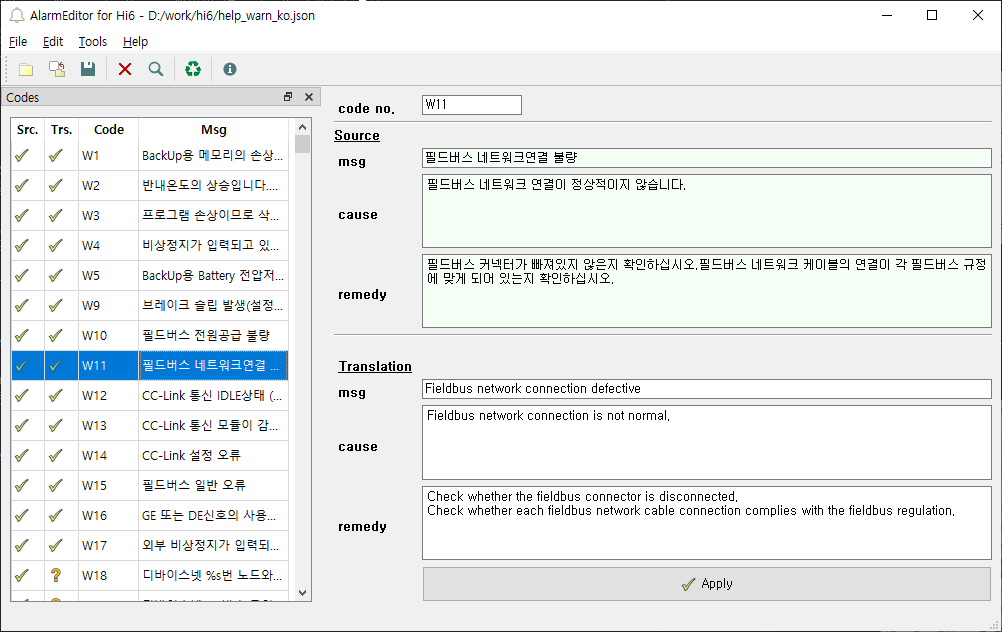 AlarmEditor for Hi6 - D:/work/hi6/help_warn_ko.json
File Edit Tools Help
Codes
Src. Trs. Code Msg
W1 BackUp용 메모리의 손상...
W2 반내온도의 상승입니다....
W3 프로그램 손상이므로 삭...
W4 비상정지가 입력되고 있...
W5 BackUp용 Battery 전압저...
W9 브레이크 슬립 발생(설정...
W10 필드버스 전원공급 불량
W11 필드버스 네트워크연결 ...
W12 CC-Link 통신 IDLE상태 (...
W13 CC-Link 통신 모듈이 감...
W14 CC-Link 설정 오류
W15 필드버스 일반 오류
W16 GE 또는 DE신호의 사용...
W17 외부 비상정지가 입력되...
W18 디바이스넷 %s번 노드와...
code no. W11
Source
msg 필드버스 네트워크연결 불량
cause 필드버스 네트워크 연결이 정상적이지 않습니다.
remedy 필드버스 커넥터가 빠져있지 않은지 확인하십시오.필드버스 네트워크 케이블의 연결이 각 필드버스 규정
에 맞게 되어 있는지 확인하십시오.
Translation
msg Fieldbus network connection defective
cause Fieldbus network connection is not normal.
remedy Check whether the fieldbus connector is disconnected.
Check whether each fieldbus network cable connection complies with the fieldbus regulation.
Apply